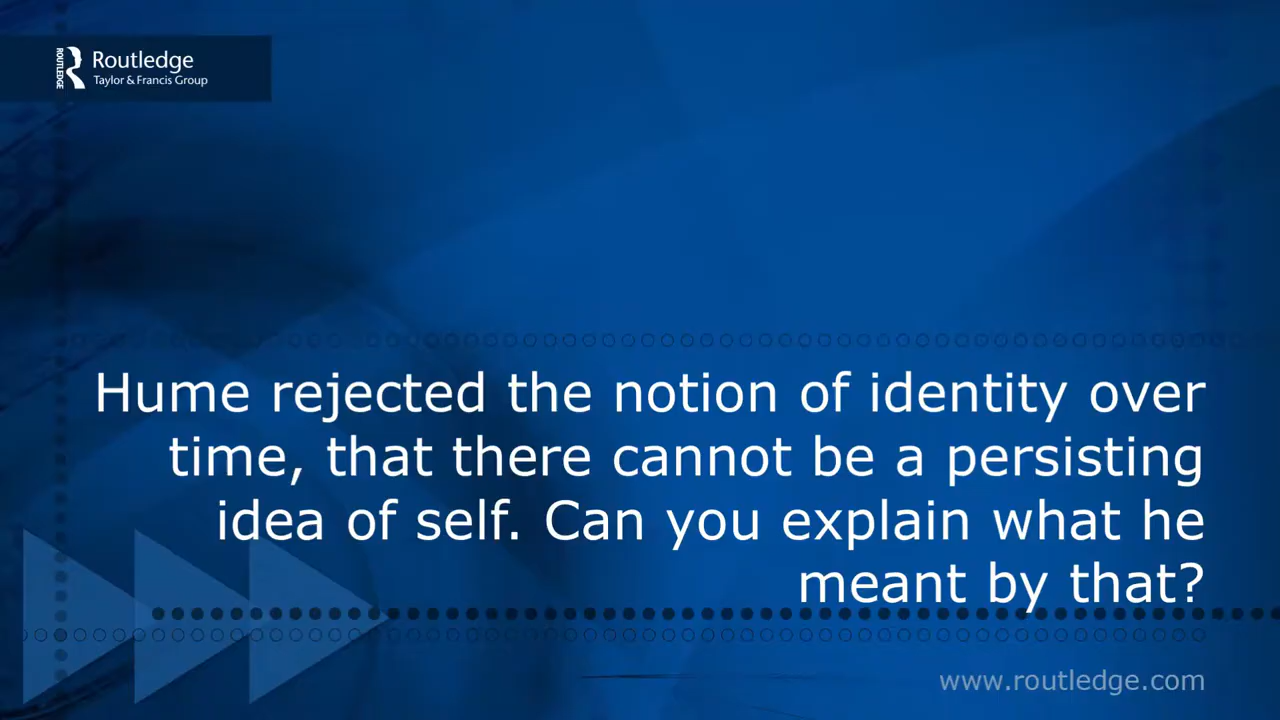 ROUTLEDGE
Routledge
Taylor & Francis Group
Hume rejected the notion of identity over
time, that there cannot be a persisting
idea of self. Can you explain what he
meant by that?
www.routledge.com